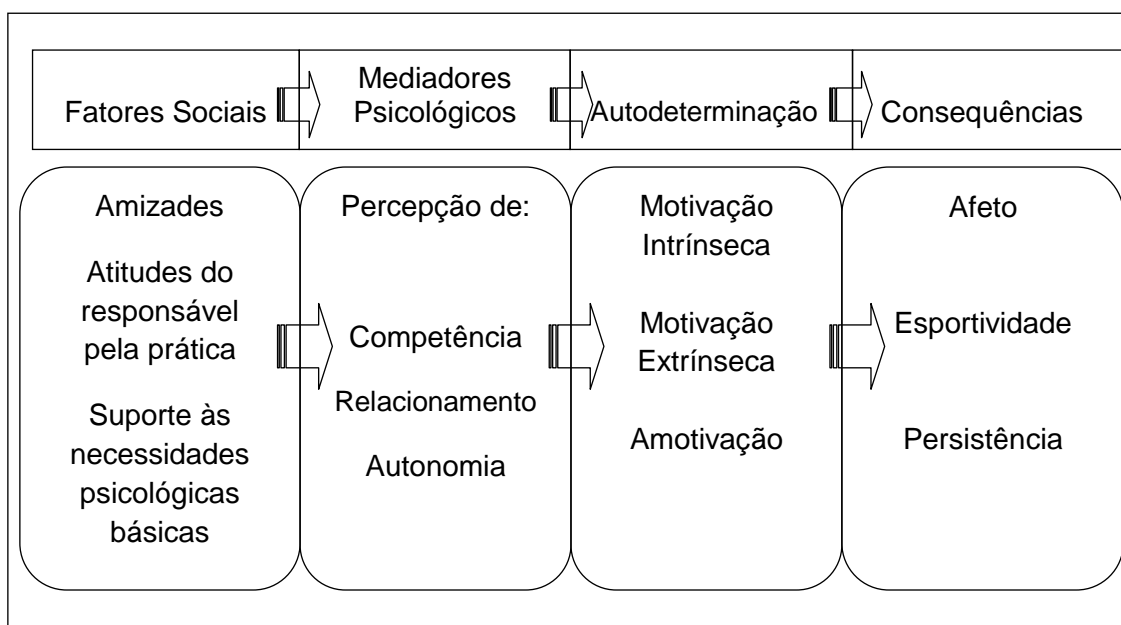 Fatores Sociais
Mediadores
Psicológicos
Autodeterminação
Consequências
Amizades
Atitudes do
responsável
pela prática
Suporte às
necessidades
psicológicas
básicas
Percepção de:
Competência
Relacionamento
Autonomia
Motivação
Intrínseca
Motivação
Extrínseca
Amotivação
Afeto
Esportividade
Persistência